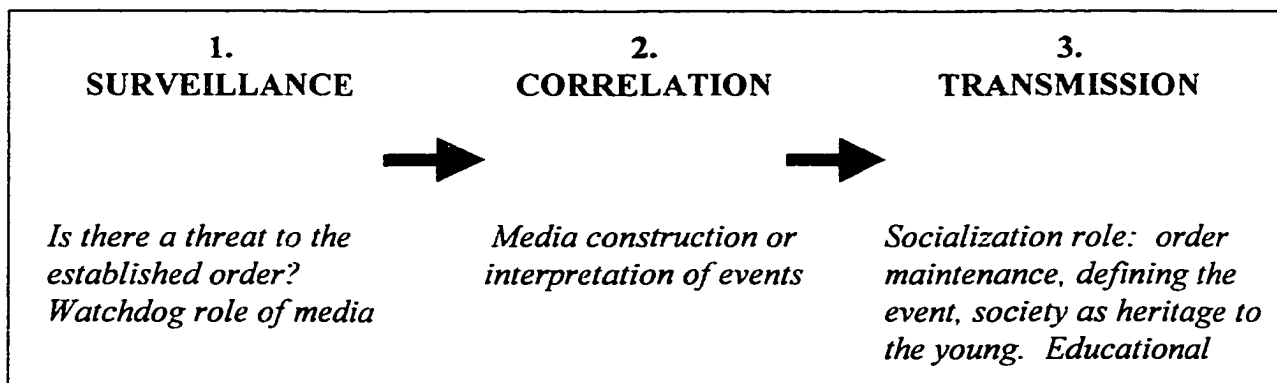 1.
SURVEILLANCE
2.
CORRELATION
3.
TRANSMISSION
Is there a threat to the
established order?
Watchdog role of media
Media construction or
interpretation of events
Socialization role: order
maintenance, defining the
event, society as heritage to
the young. Educational